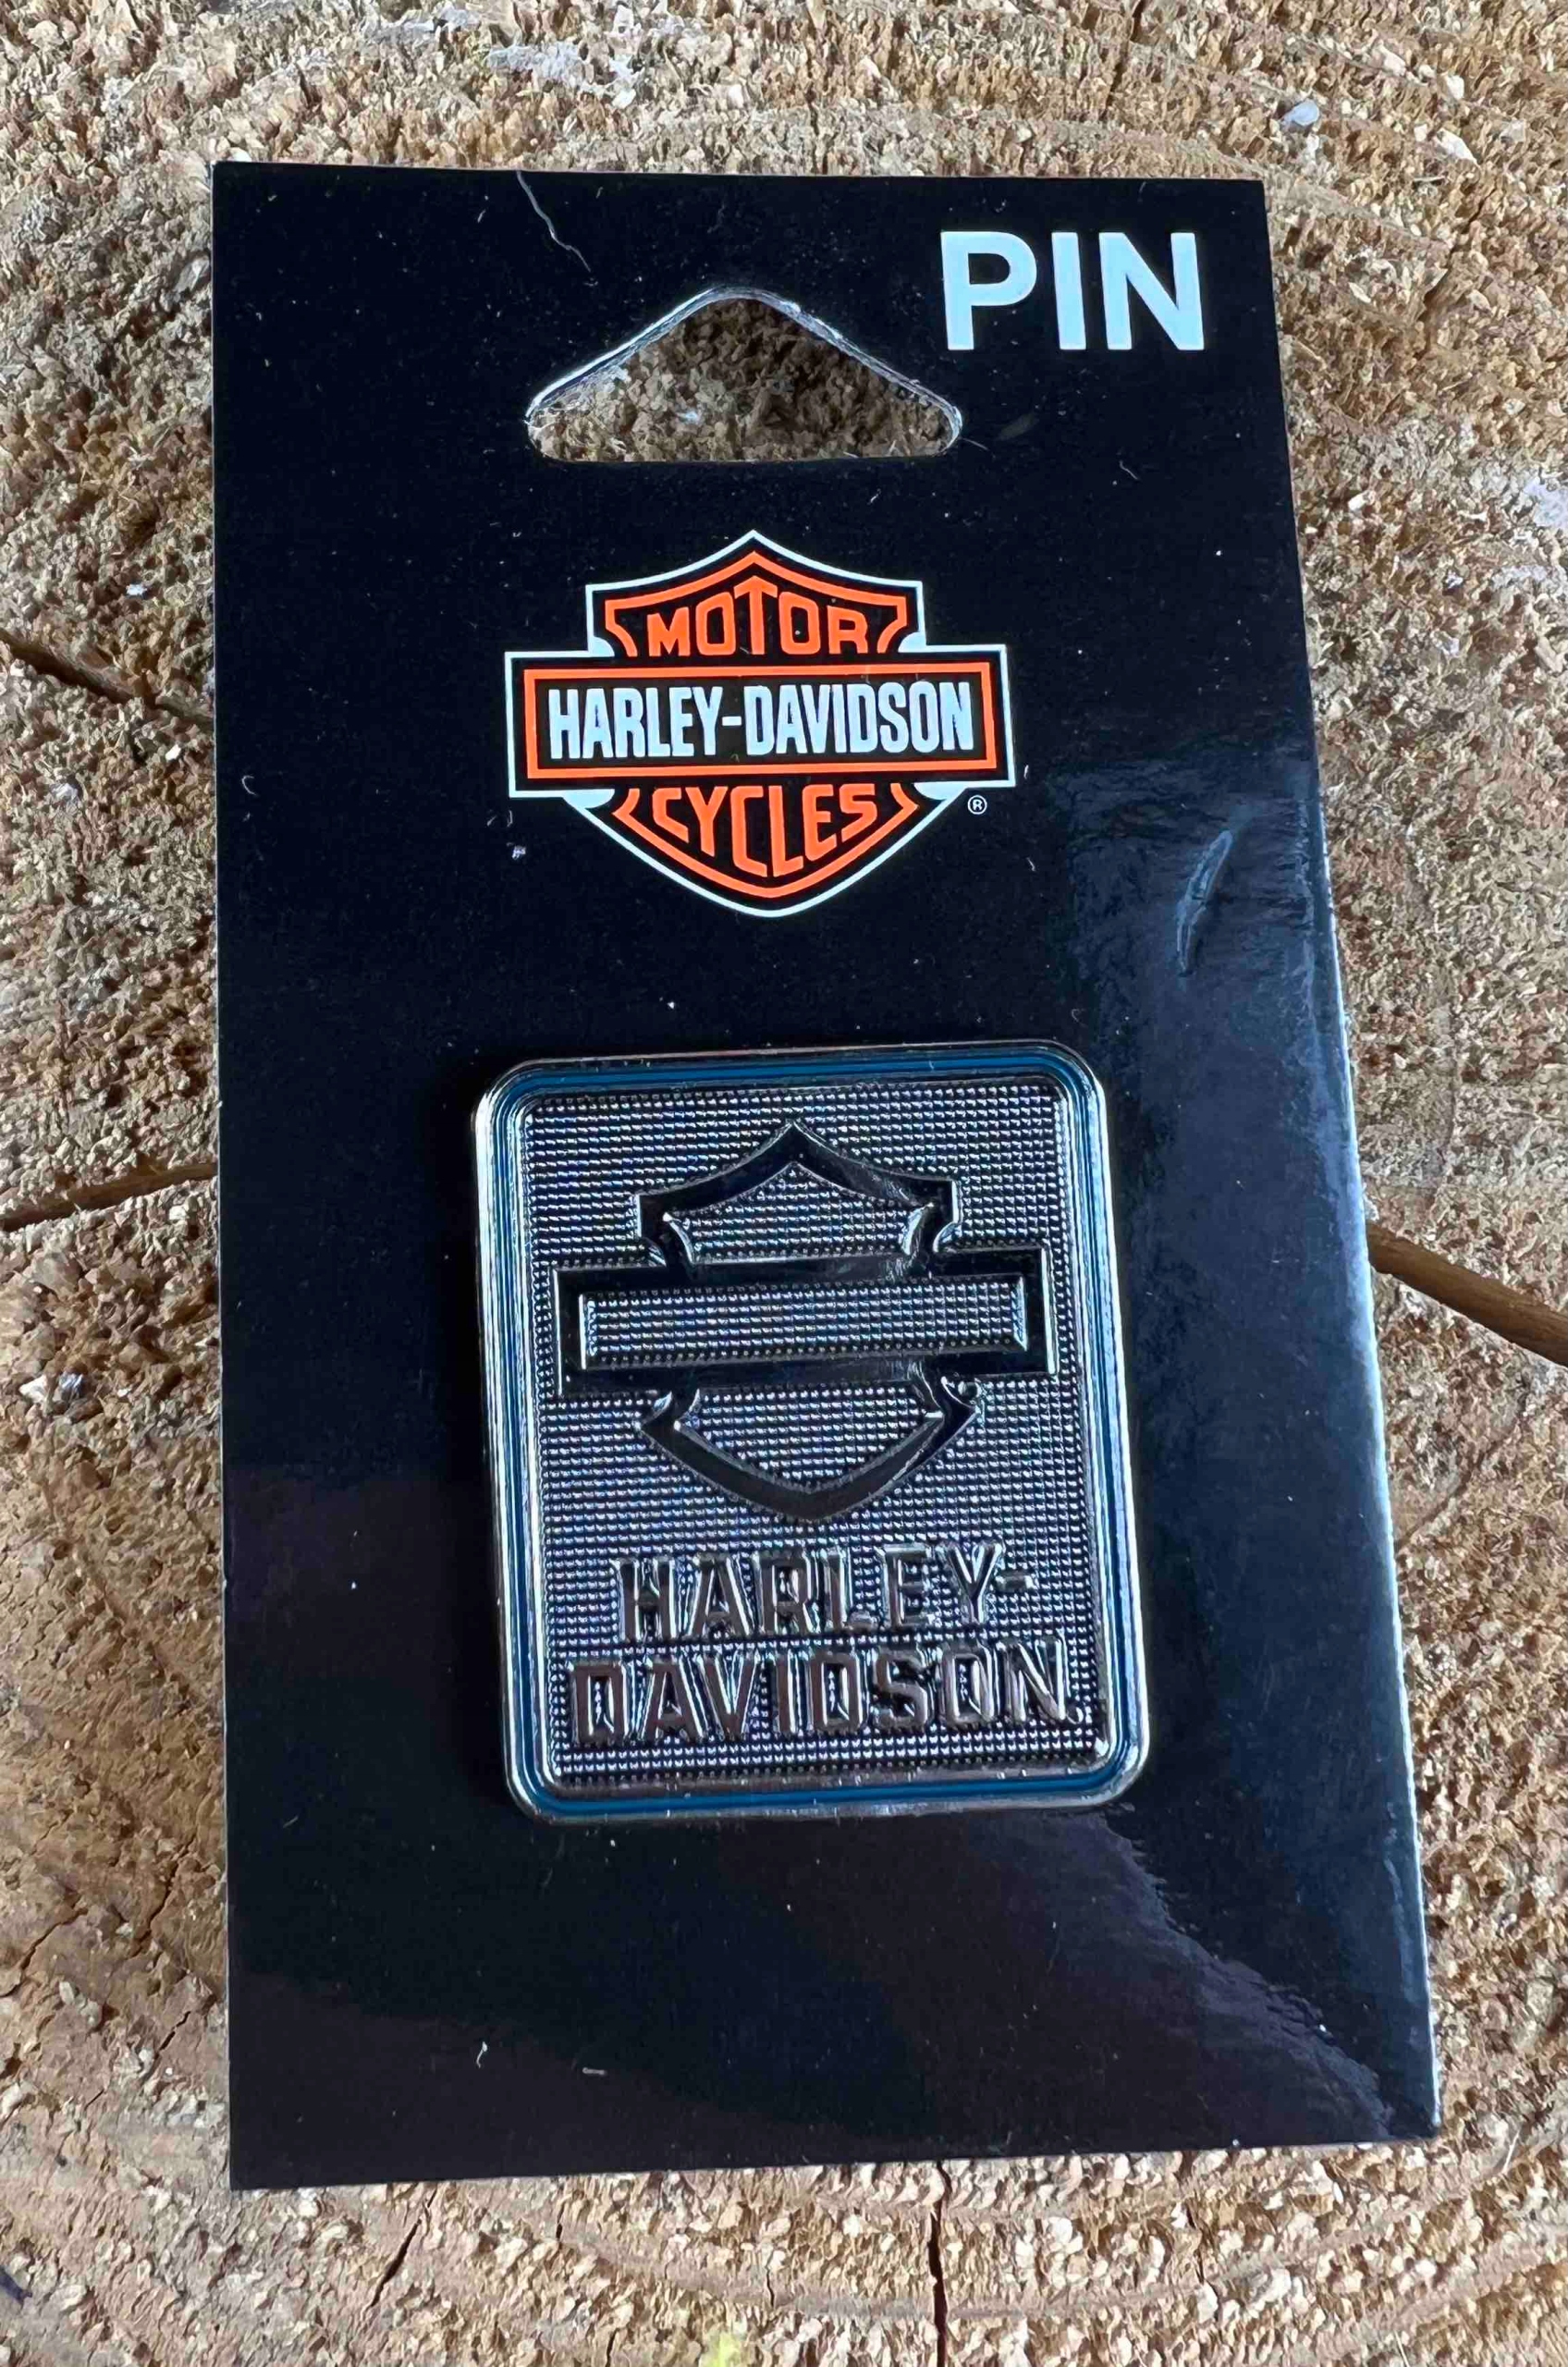 PIN
MOTOR
HARLEY-DAVIDSON
CYCLES
®
HARLEY-
DAVIDSON